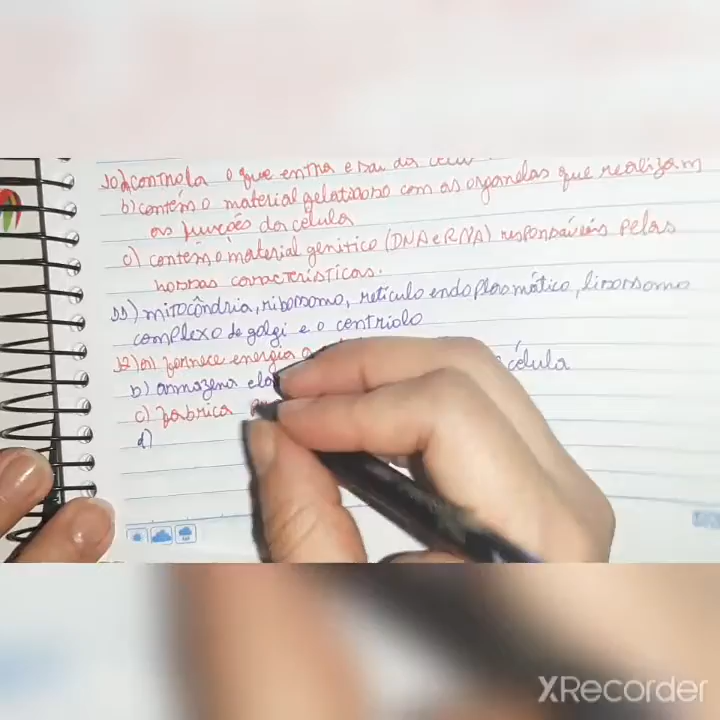 10)a) controla o que entra e sai da
b) contém o material gelatinoso com as organelas que realizam
as funções da célula
c) contém o material genético (DNA e RNA) responsáveis pelas
nossas características.
11) mitocôndria, ribossomo, retículo endoplasmático, lisossomo
complexo de golgi e o centríolo
12)a) fornece energia célula
b) armazena
c) fabrica
d)
XRecorder